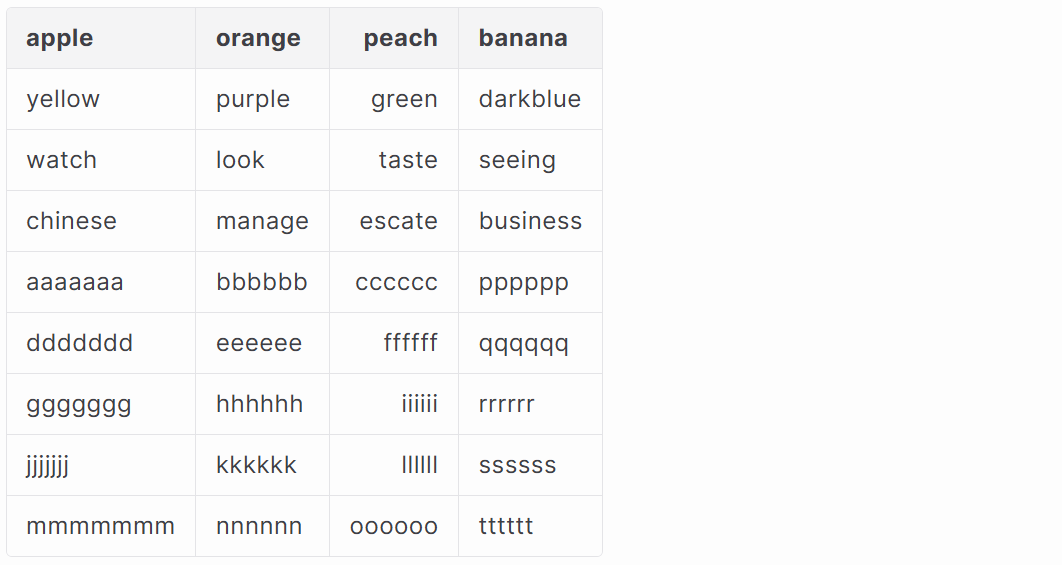 apple orange peach banana
yellow purple green darkblue
watch look taste seeing
chinese manage escate business
aaaaaaa bbbbbb cccccc pppppp
ddddddd eeeeee ffffff qqqqqq
ggggggg hhhhhh iiiiii rrrrrr
jjjjjjj kkkkkk llllll ssssss
mmmmmmm nnnnnn oooooo tttttt